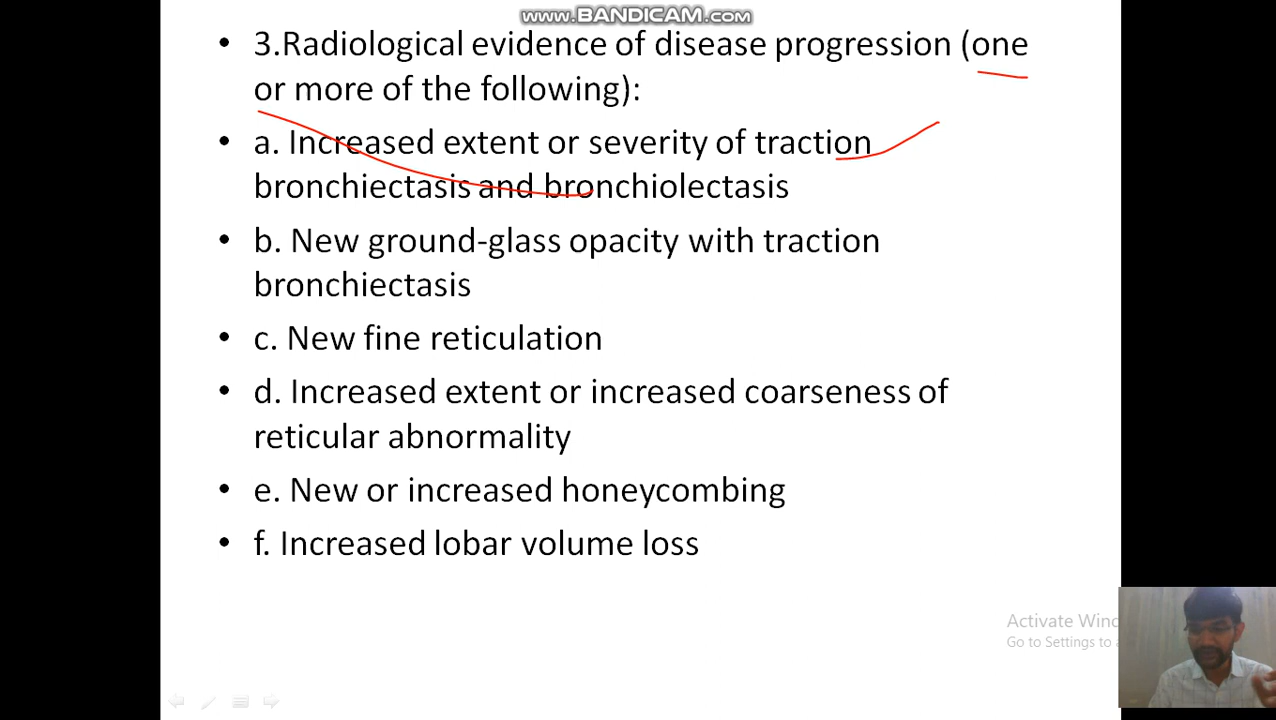 www.BANDICAM.com
• 3.Radiological evidence of disease progression (one
or more of the following):
• a. Increased extent or severity of traction
bronchiectasis and bronchiolectasis
• b. New ground-glass opacity with traction
bronchiectasis
• c. New fine reticulation
• d. Increased extent or increased coarseness of
reticular abnormality
• e. New or increased honeycombing
• f. Increased lobar volume loss
Activate
Go to Settings to